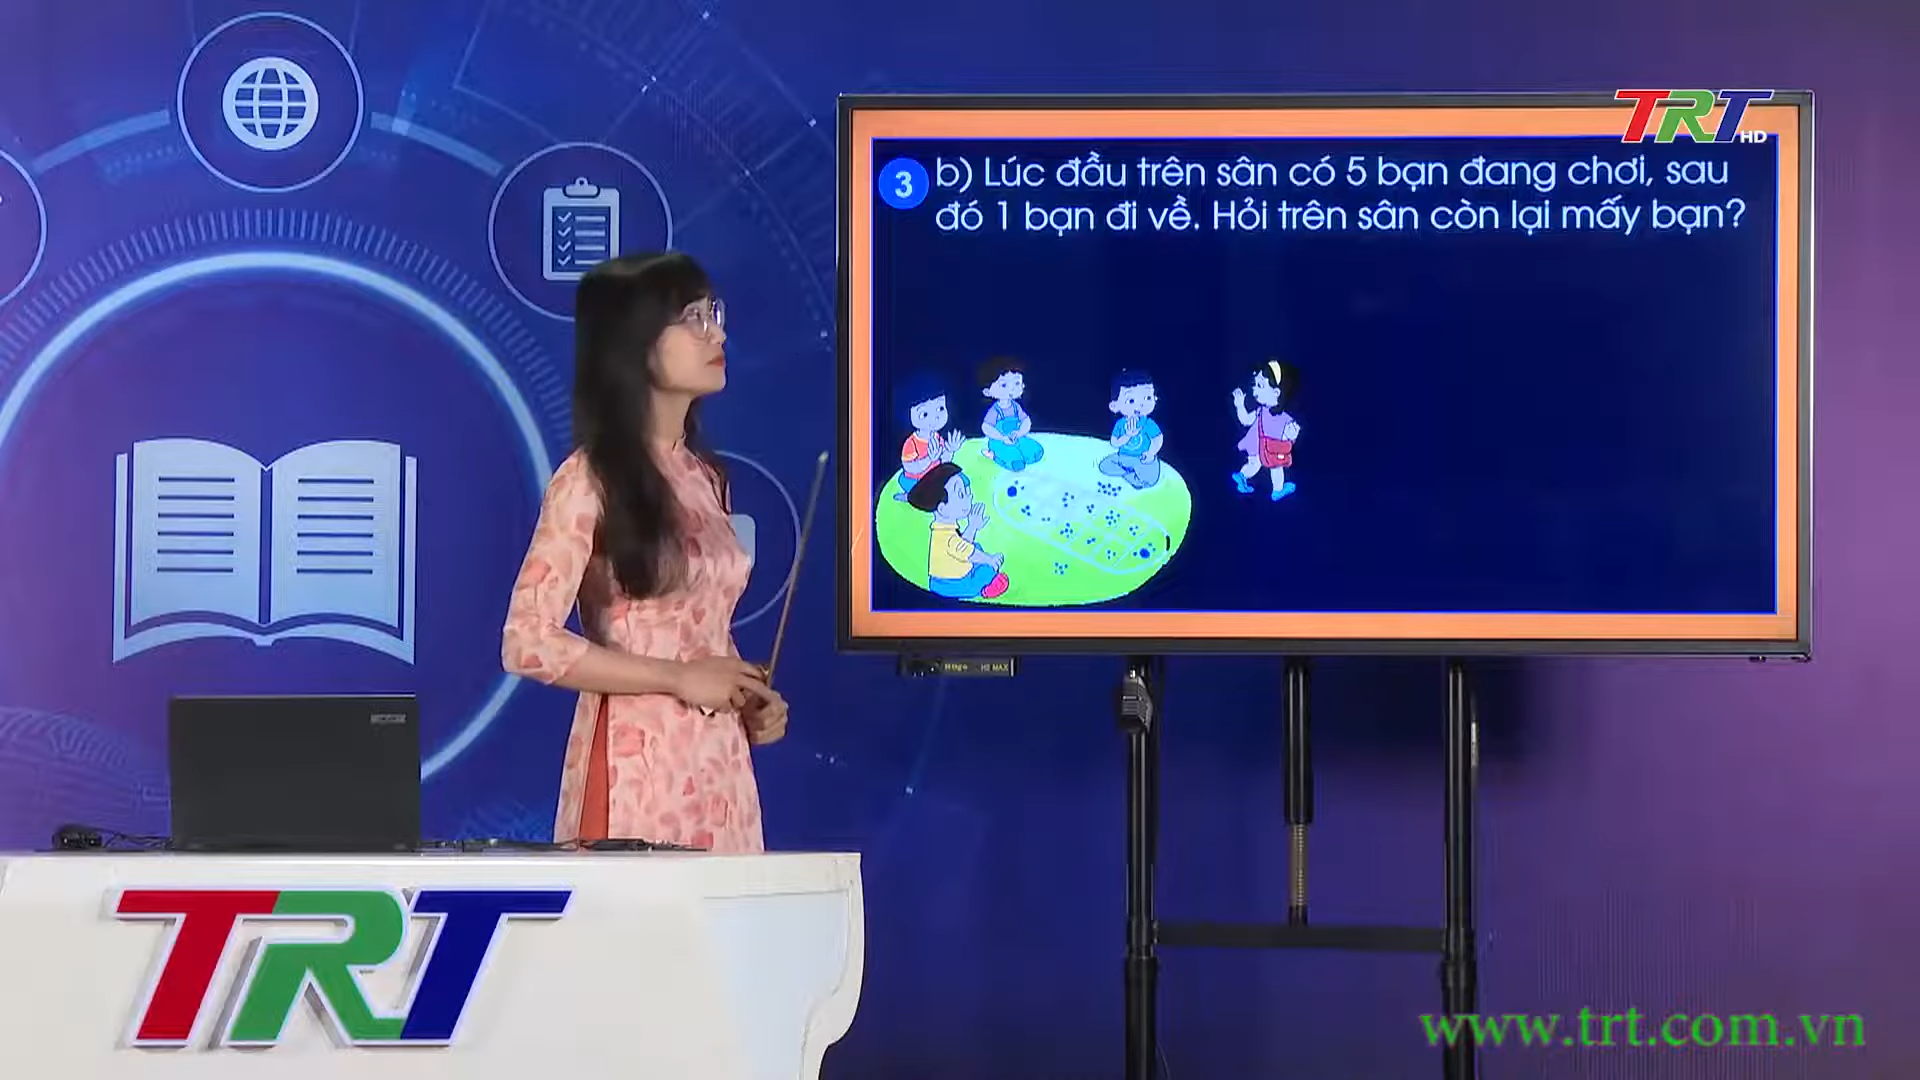 TRT HD
3 b) Lúc đầu trên sân có 5 bạn đang chơi, sau
đó 1 bạn đi về. Hỏi trên sân còn lại mấy bạn?
TRT
www.trt.com.vn